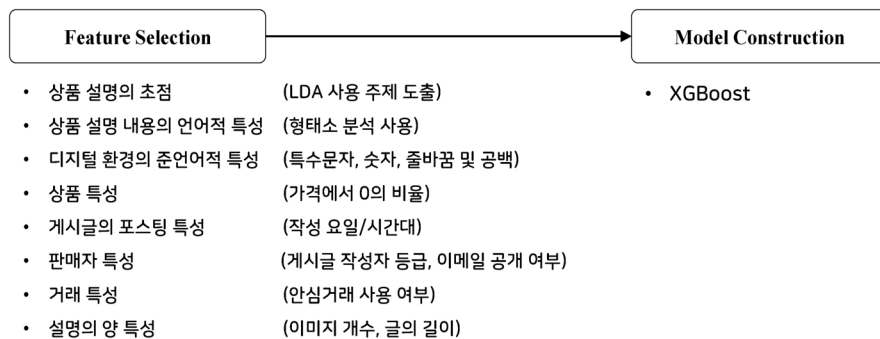 Feature Selection Model Construction
• 상품 설명의 초점 (LDA 사용 주제 도출) • XGBoost
• 상품 설명 내용의 언어적 특성 (형태소 분석 사용)
• 디지털 환경의 준언어적 특성 (특수문자, 숫자, 줄바꿈 및 공백)
• 상품 특성 (가격에서 0의 비율)
• 게시글의 포스팅 특성 (작성 요일/시간대)
• 판매자 특성 (게시글 작성자 등급, 이메일 공개 여부)
• 거래 특성 (안심거래 사용 여부)
• 설명의 양 특성 (이미지 개수, 글의 길이)